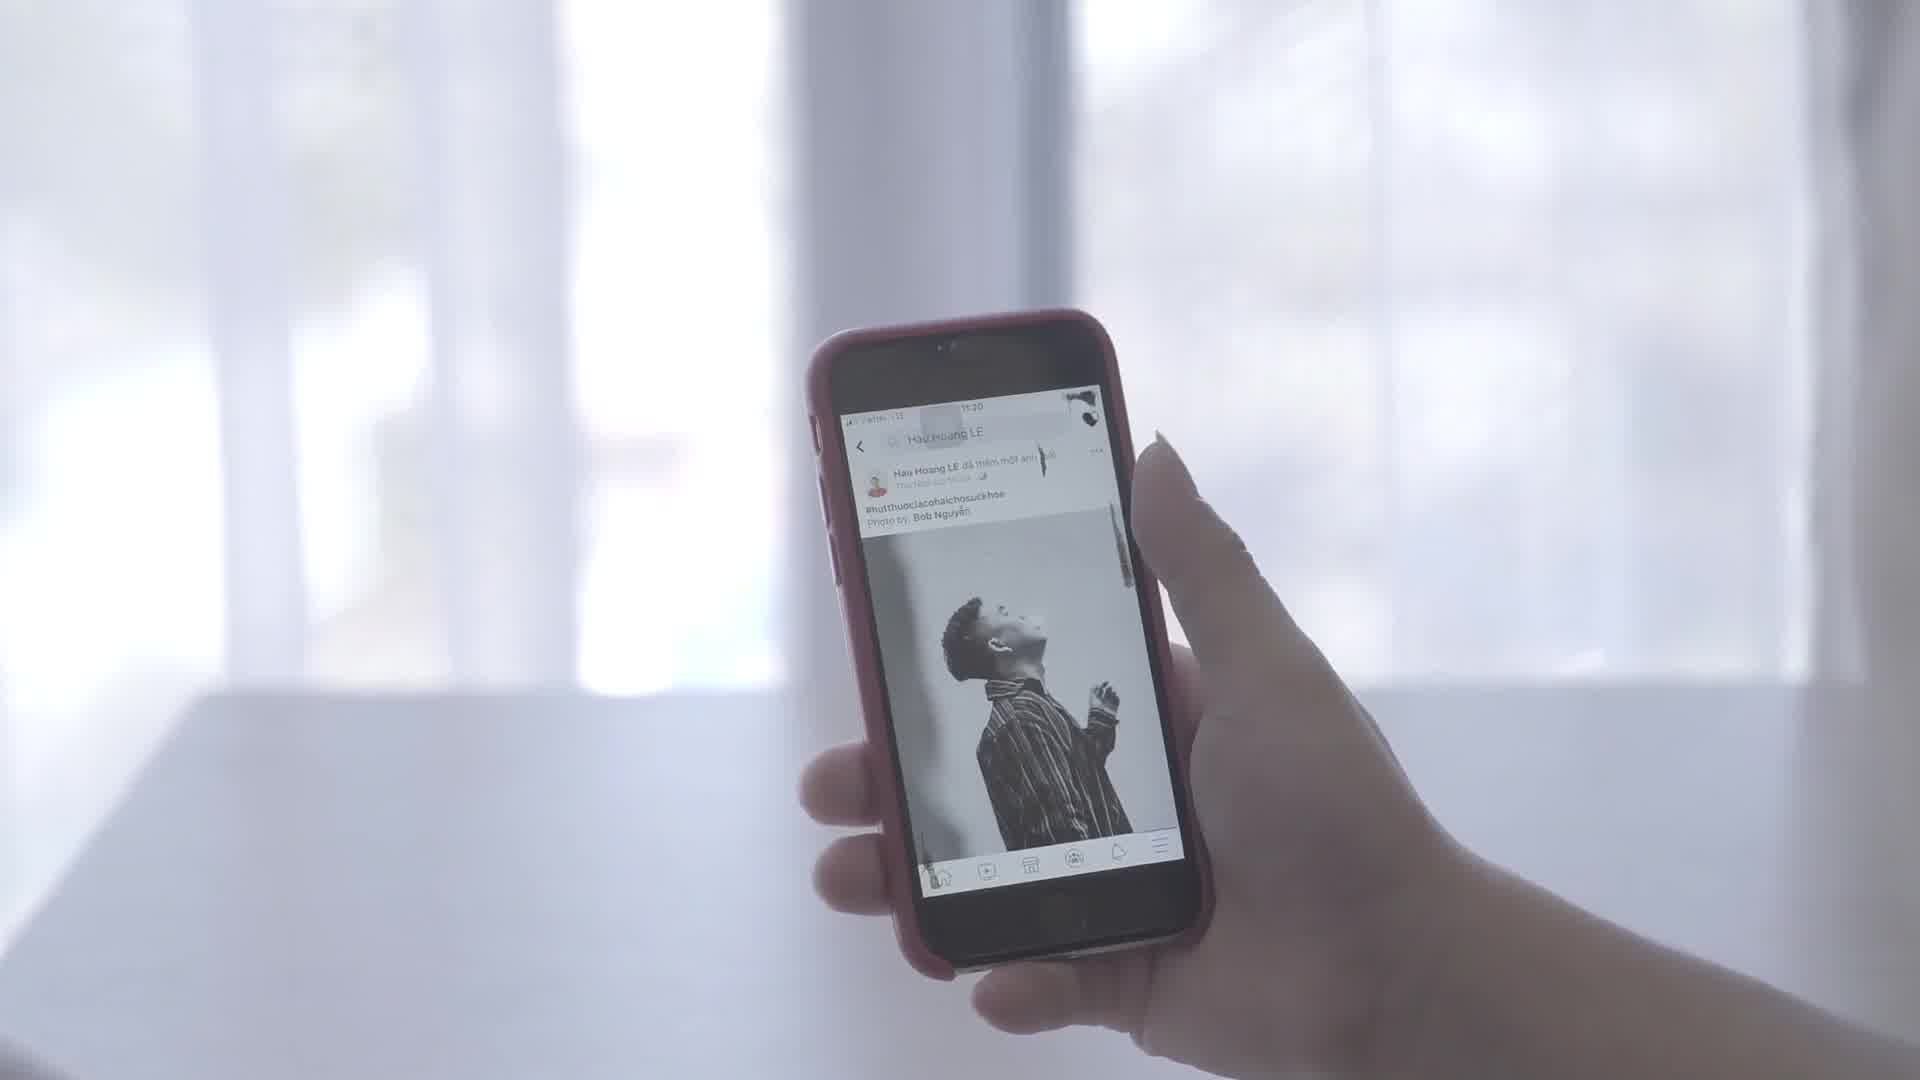 Viettel LTE 11:20
Hau Hoang LE
Hau Hoang LE đã thêm một ảnh mới
#hutthuoclacohaichosuckhoe
Photo by: Bob Nguyễn